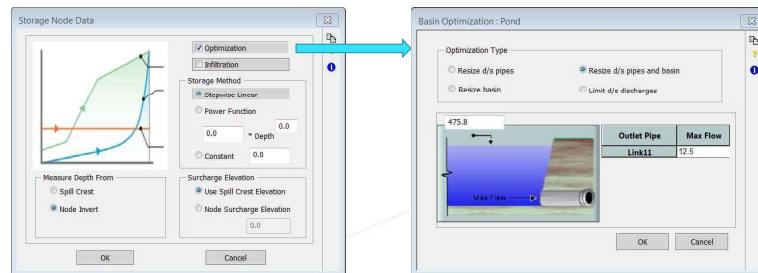 Storage Node Data
Optimization
Infiltration
Storage Method
Stepwise Linear
Power Function
0.0 * Depth 0.0
Constant 0.0
Measure Depth From
Spill Crest
Node Invert
Surcharge Elevation
Use Spill Crest Elevation
Node Surcharge Elevation
0.0
OK Cancel
Basin Optimization : Pond
Optimization Type
Resize d/s pipes
Resize d/s pipes and basin
Resize basin
Limit d/s discharges
475.8
Max Flow
Outlet Pipe Max Flow
Link11 12.5
OK Cancel